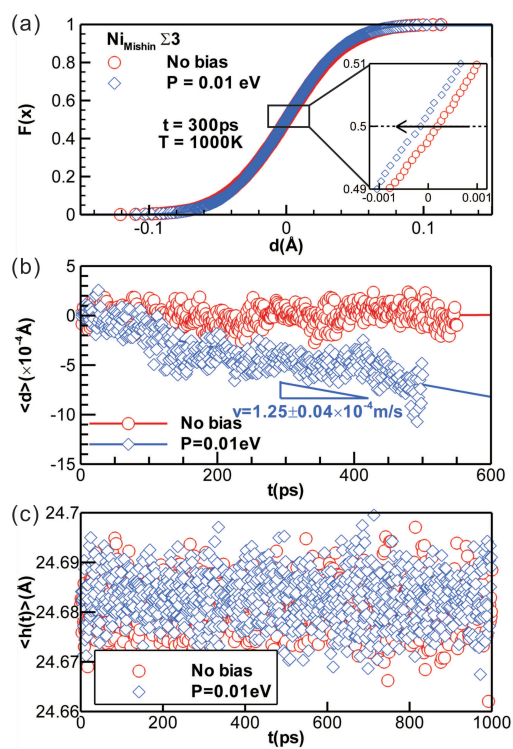 (a)
1
0.8
0.6
0.4
0.2
0
F(x)
Ni_Mishin Σ3
No bias
P = 0.01 eV
t = 300ps
T = 1000K
0.51
0.5
0.49
-0.001 0 0.001
-0.1 0 0.1
d(Å)
(b)
5
0
-5
-10
-15
<d>(×10⁻⁴Å)
v=1.25±0.04×10⁻⁴m/s
No bias
P=0.01eV
0 200 400 600
t(ps)
(c)
24.7
24.69
24.68
24.67
24.66
<h(t)>(Å)
No bias
P=0.01eV
0 200 400 600 800 1000
t(ps)